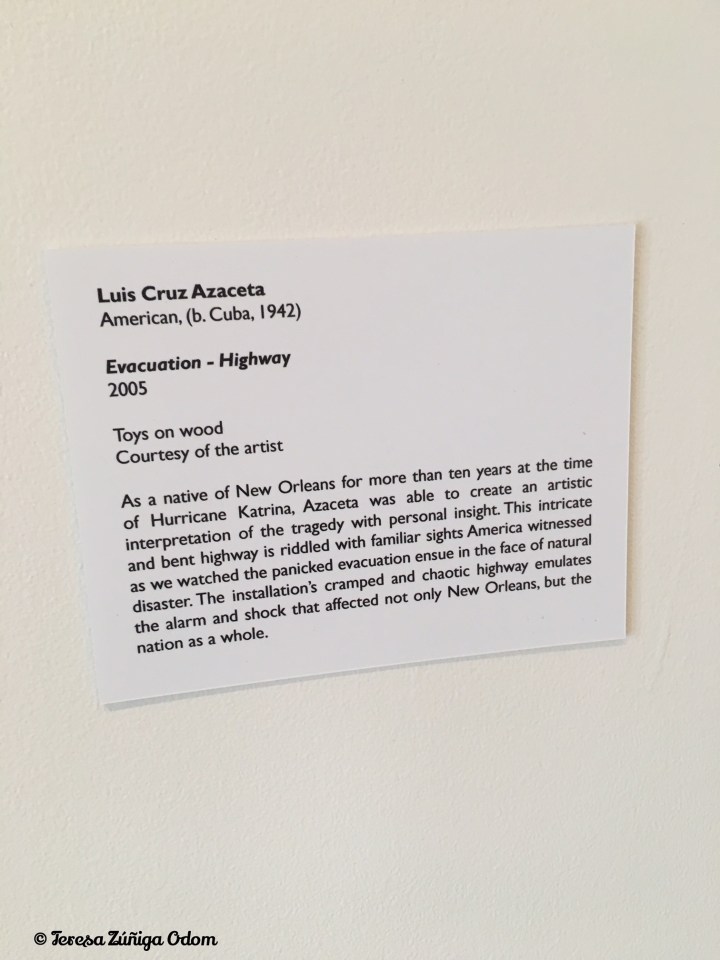 Luis Cruz Azaceta
American, (b. Cuba, 1942)
Evacuation - Highway
2005
Toys on wood
Courtesy of the artist
As a native of New Orleans for more than ten years at the time
of Hurricane Katrina, Azaceta was able to create an artistic
interpretation of the tragedy with personal insight. This intricate
and bent highway is riddled with familiar sights America witnessed
as we watched the panicked evacuation ensue in the face of natural
disaster. The installation's cramped and chaotic highway emulates
the alarm and shock that affected not only New Orleans, but the
nation as a whole.
© Teresa Zúñiga Odom